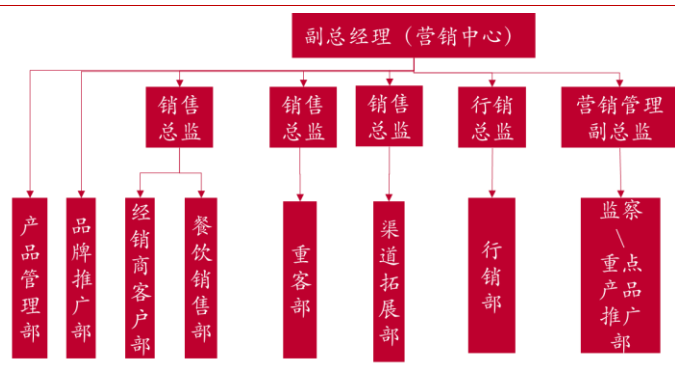 副总经理（营销中心）
销售
总监
销售
总监
销售
总监
行销
总监
营销管理
副总监
产品管理部
品牌推广部
经销商客户部
餐饮销售部
重客部
渠道拓展部
行销部
监察
\
重点
产品
推广
部